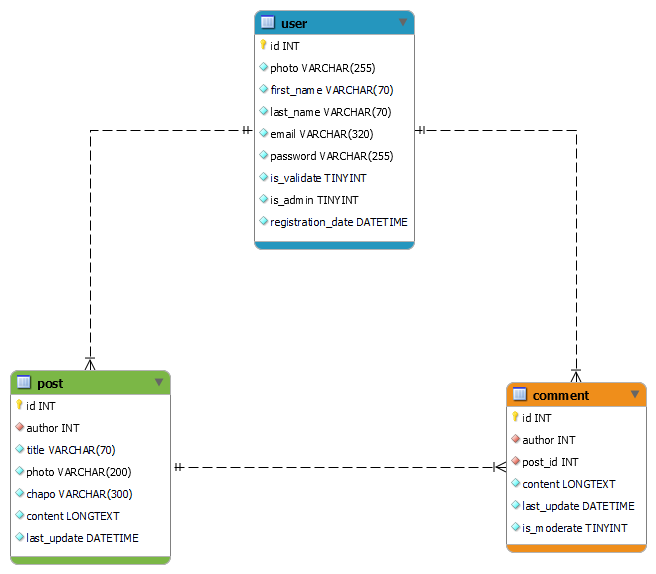 user
id INT
photo VARCHAR(255)
first_name VARCHAR(70)
last_name VARCHAR(70)
email VARCHAR(320)
password VARCHAR(255)
is_validate TINYINT
is_admin TINYINT
registration_date DATETIME
post
id INT
author INT
title VARCHAR(70)
photo VARCHAR(200)
chapo VARCHAR(300)
content LONGTEXT
last_update DATETIME
comment
id INT
author INT
post_id INT
content LONGTEXT
last_update DATETIME
is_moderate TINYINT